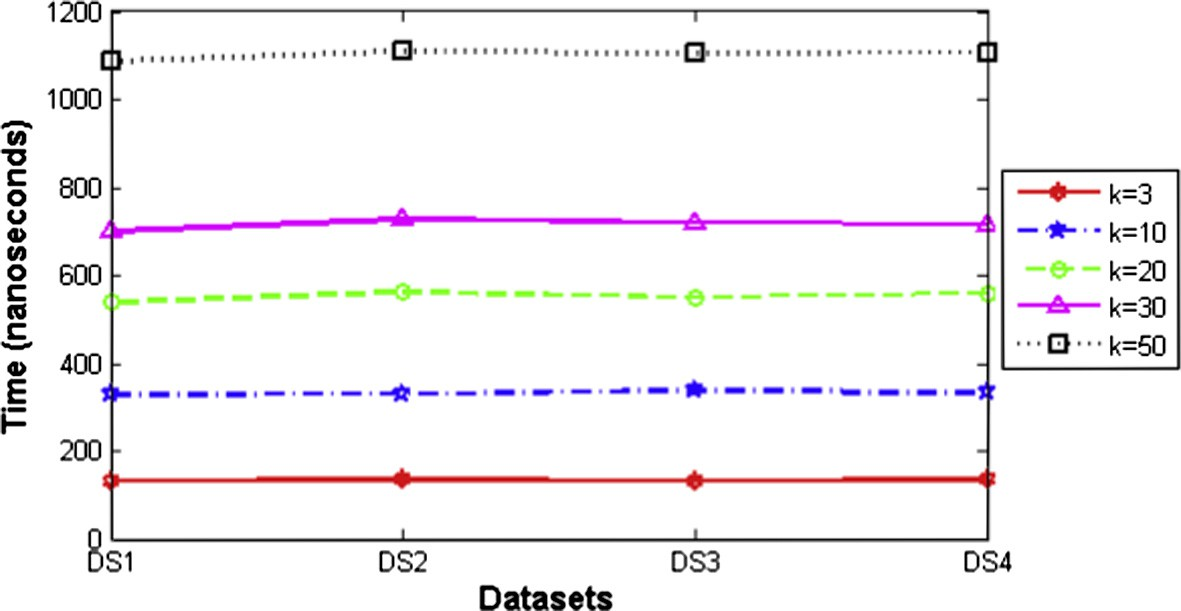 Time (nanoseconds)
1200
1000
800
600
400
200
0
DS1 DS2 DS3 DS4
Datasets
k=3
k=10
k=20
k=30
k=50